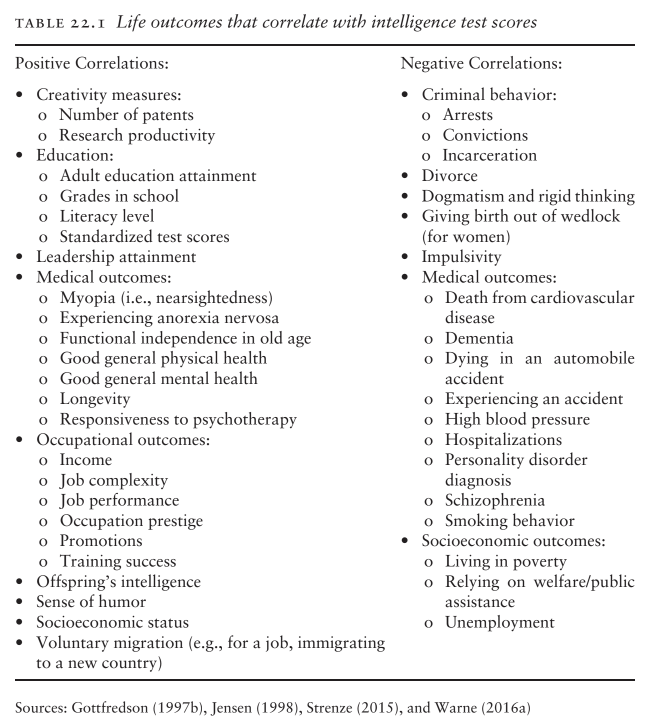 TABLE 22.1 Life outcomes that correlate with intelligence test scores
Positive Correlations:
• Creativity measures:
o Number of patents
o Research productivity
• Education:
o Adult education attainment
o Grades in school
o Literacy level
o Standardized test scores
• Leadership attainment
• Medical outcomes:
o Myopia (i.e., nearsightedness)
o Experiencing anorexia nervosa
o Functional independence in old age
o Good general physical health
o Good general mental health
o Longevity
o Responsiveness to psychotherapy
• Occupational outcomes:
o Income
o Job complexity
o Job performance
o Occupation prestige
o Promotions
o Training success
• Offspring's intelligence
• Sense of humor
• Socioeconomic status
• Voluntary migration (e.g., for a job, immigrating
to a new country)
Negative Correlations:
• Criminal behavior:
o Arrests
o Convictions
o Incarceration
• Divorce
• Dogmatism and rigid thinking
• Giving birth out of wedlock
(for women)
• Impulsivity
• Medical outcomes:
o Death from cardiovascular
disease
o Dementia
o Dying in an automobile
accident
o Experiencing an accident
o High blood pressure
o Hospitalizations
o Personality disorder
diagnosis
o Schizophrenia
o Smoking behavior
• Socioeconomic outcomes:
o Living in poverty
o Relying on welfare/public
assistance
o Unemployment
Sources: Gottfredson (1997b), Jensen (1998), Strenze (2015), and Warne (2016a)